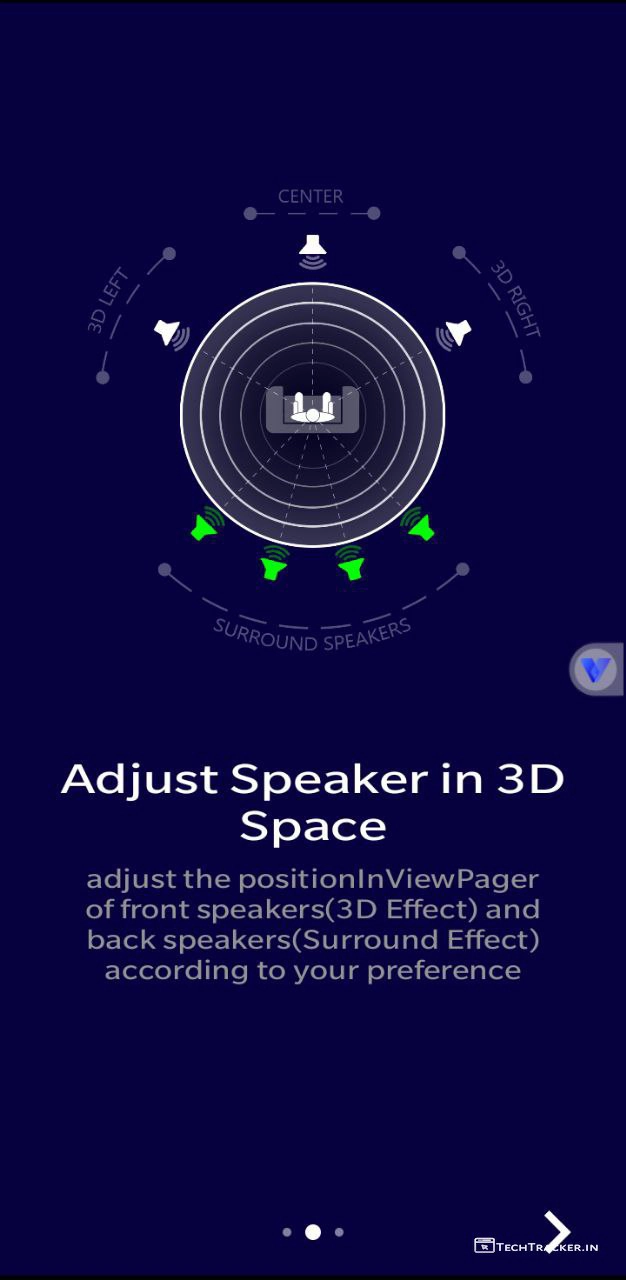 CENTER
3D LEFT
3D RIGHT
SURROUND SPEAKERS
Adjust Speaker in 3D
Space
adjust the positionInViewPager
of front speakers(3D Effect) and
back speakers(Surround Effect)
according to your preference
TECHTRACKER.IN